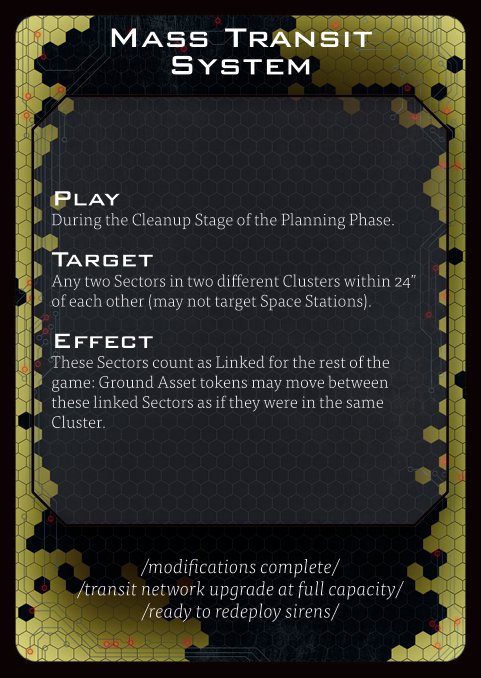 Mass Transit
System
Play
During the Cleanup Stage of the Planning Phase.
Target
Any two Sectors in two different Clusters within 24"
of each other (may not target Space Stations).
Effect
These Sectors count as Linked for the rest of the
game: Ground Asset tokens may move between
these linked Sectors as if they were in the same
Cluster.
/modifications complete/
/transit network upgrade at full capacity/
/ready to redeploy sirens/